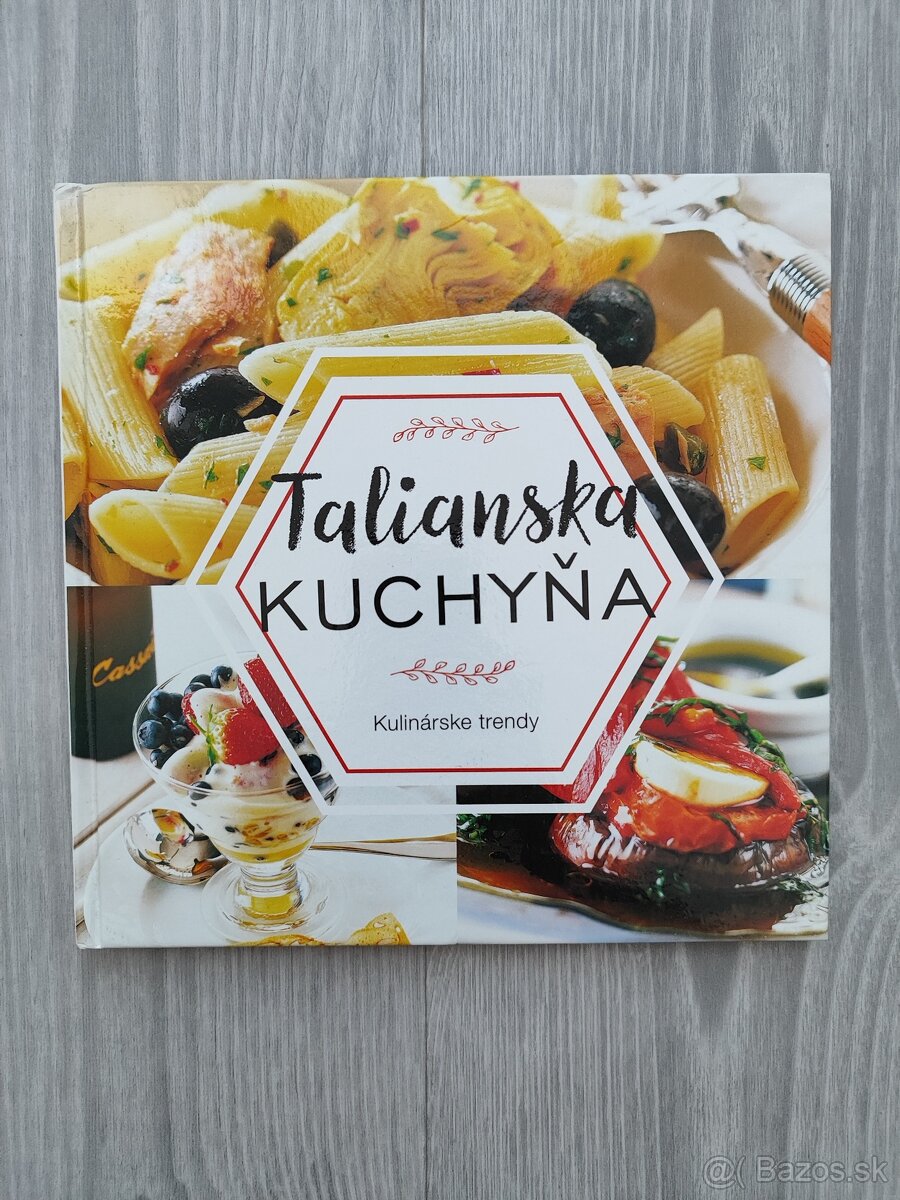 Talianska
KUCHYŇA
Kulinárske trendy
@( Bazos.sk